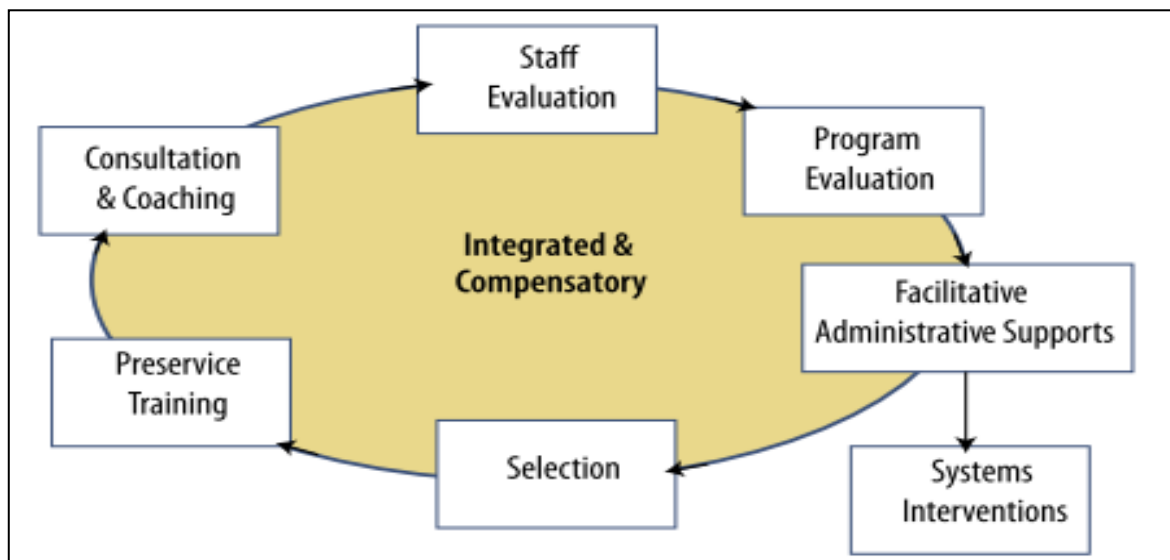 Staff
Evaluation
Program
Evaluation
Consultation
& Coaching
Integrated &
Compensatory
Facilitative
Administrative Supports
Preservice
Training
Selection
Systems
Interventions